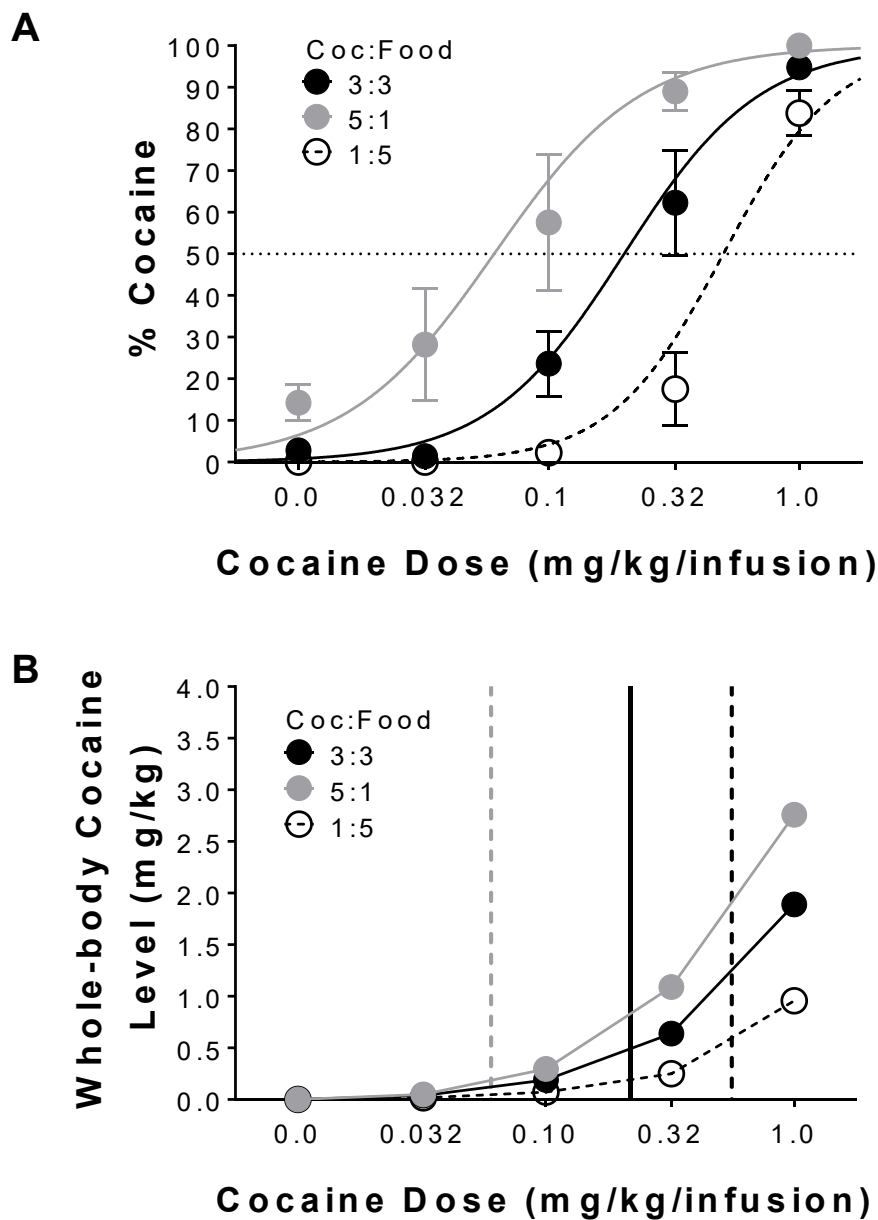 A
100
90
80
70
60
50
40
30
20
10
0
% Cocaine
Coc:Food
3:3
5:1
1:5
0.0 0.032 0.1 0.32 1.0
Cocaine Dose (mg/kg/infusion)
B
Whole-body Cocaine
Level (mg/kg)
4.0
3.5
3.0
2.5
2.0
1.5
1.0
0.5
0.0
Coc:Food
3:3
5:1
1:5
0.0 0.032 0.10 0.32 1.0
Cocaine Dose (mg/kg/infusion)